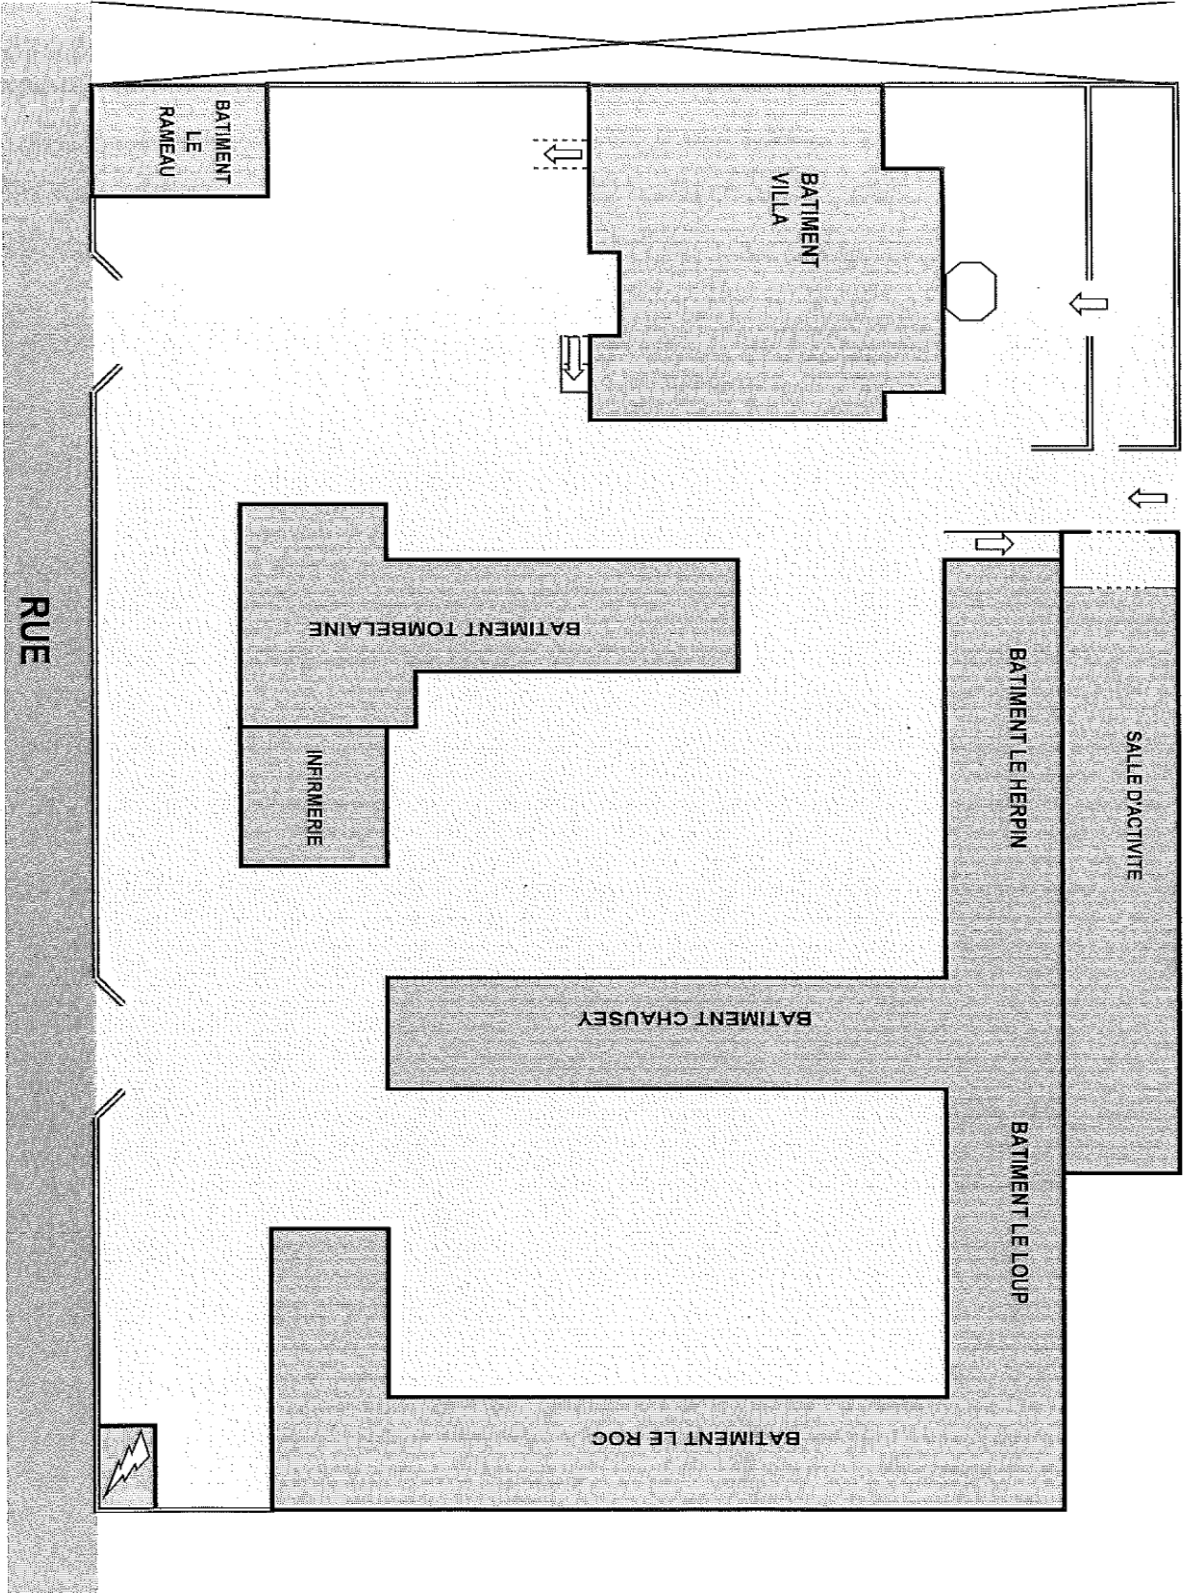 BATIMENT
LE
RAMEAU
BATIMENT
VILLA
RUE
BATIMENT TOMBELAINE
INFIRMERIE
BATIMENT LE HERPIN
SALLE D'ACTIVITE
BATIMENT CHAUSEY
BATIMENT LE LOUP
BATIMENT LE ROC